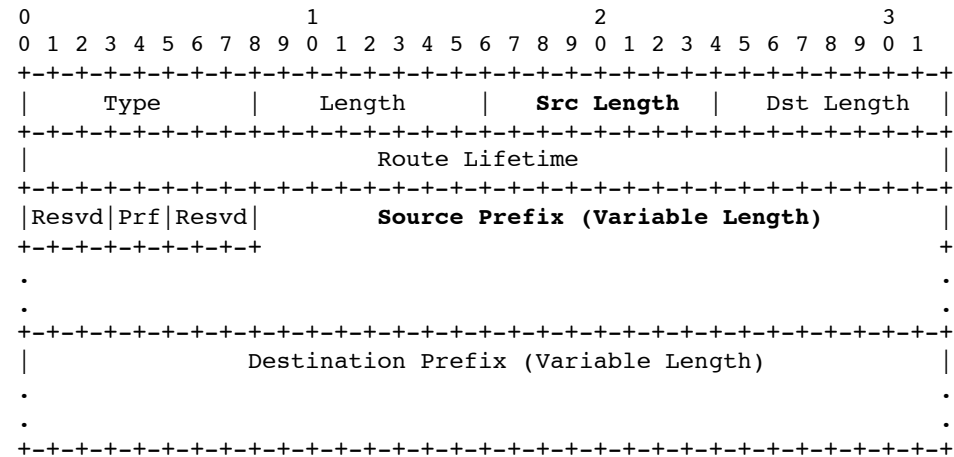 0                   1                   2                   3
0 1 2 3 4 5 6 7 8 9 0 1 2 3 4 5 6 7 8 9 0 1 2 3 4 5 6 7 8 9 0 1
+-+-+-+-+-+-+-+-+-+-+-+-+-+-+-+-+-+-+-+-+-+-+-+-+-+-+-+-+-+-+-+-+
|     Type      |    Length     |   Src Length  |   Dst Length  |
+-+-+-+-+-+-+-+-+-+-+-+-+-+-+-+-+-+-+-+-+-+-+-+-+-+-+-+-+-+-+-+-+
|                        Route Lifetime                         |
+-+-+-+-+-+-+-+-+-+-+-+-+-+-+-+-+-+-+-+-+-+-+-+-+-+-+-+-+-+-+-+-+
|Resvd|Prf|Resvd|        Source Prefix (Variable Length)        |
+-+-+-+-+-+-+-+-+                                               +
.                                                               .
.                                                               .
+-+-+-+-+-+-+-+-+-+-+-+-+-+-+-+-+-+-+-+-+-+-+-+-+-+-+-+-+-+-+-+-+
|               Destination Prefix (Variable Length)            |
.                                                               .
.                                                               .
+-+-+-+-+-+-+-+-+-+-+-+-+-+-+-+-+-+-+-+-+-+-+-+-+-+-+-+-+-+-+-+-+